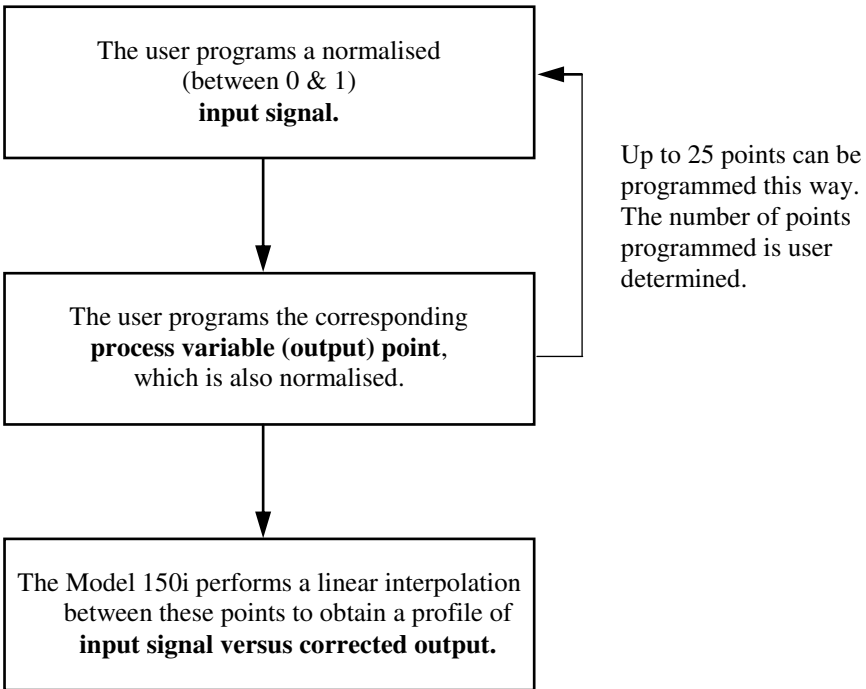 The user programs a normalised
(between 0 & 1)
input signal.
Up to 25 points can be
programmed this way.
The number of points
programmed is user
determined.
The user programs the corresponding
process variable (output) point,
which is also normalised.
The Model 150i performs a linear interpolation
between these points to obtain a profile of
input signal versus corrected output.